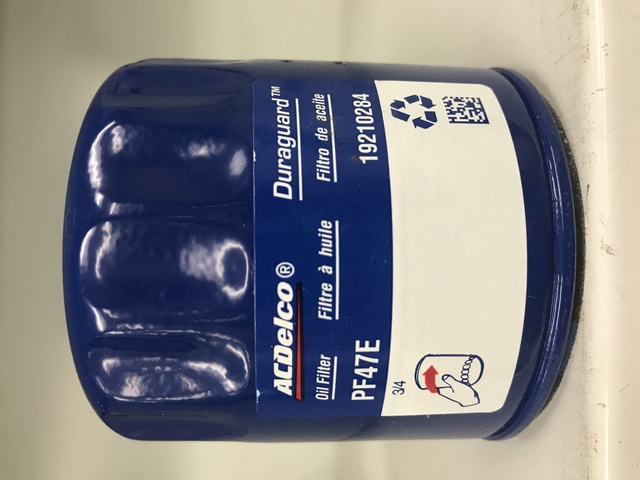 ACDelco® Duraguard™
Oil Filter Filtre à huile Filtro de aceite
PF47E 19210284
3/4